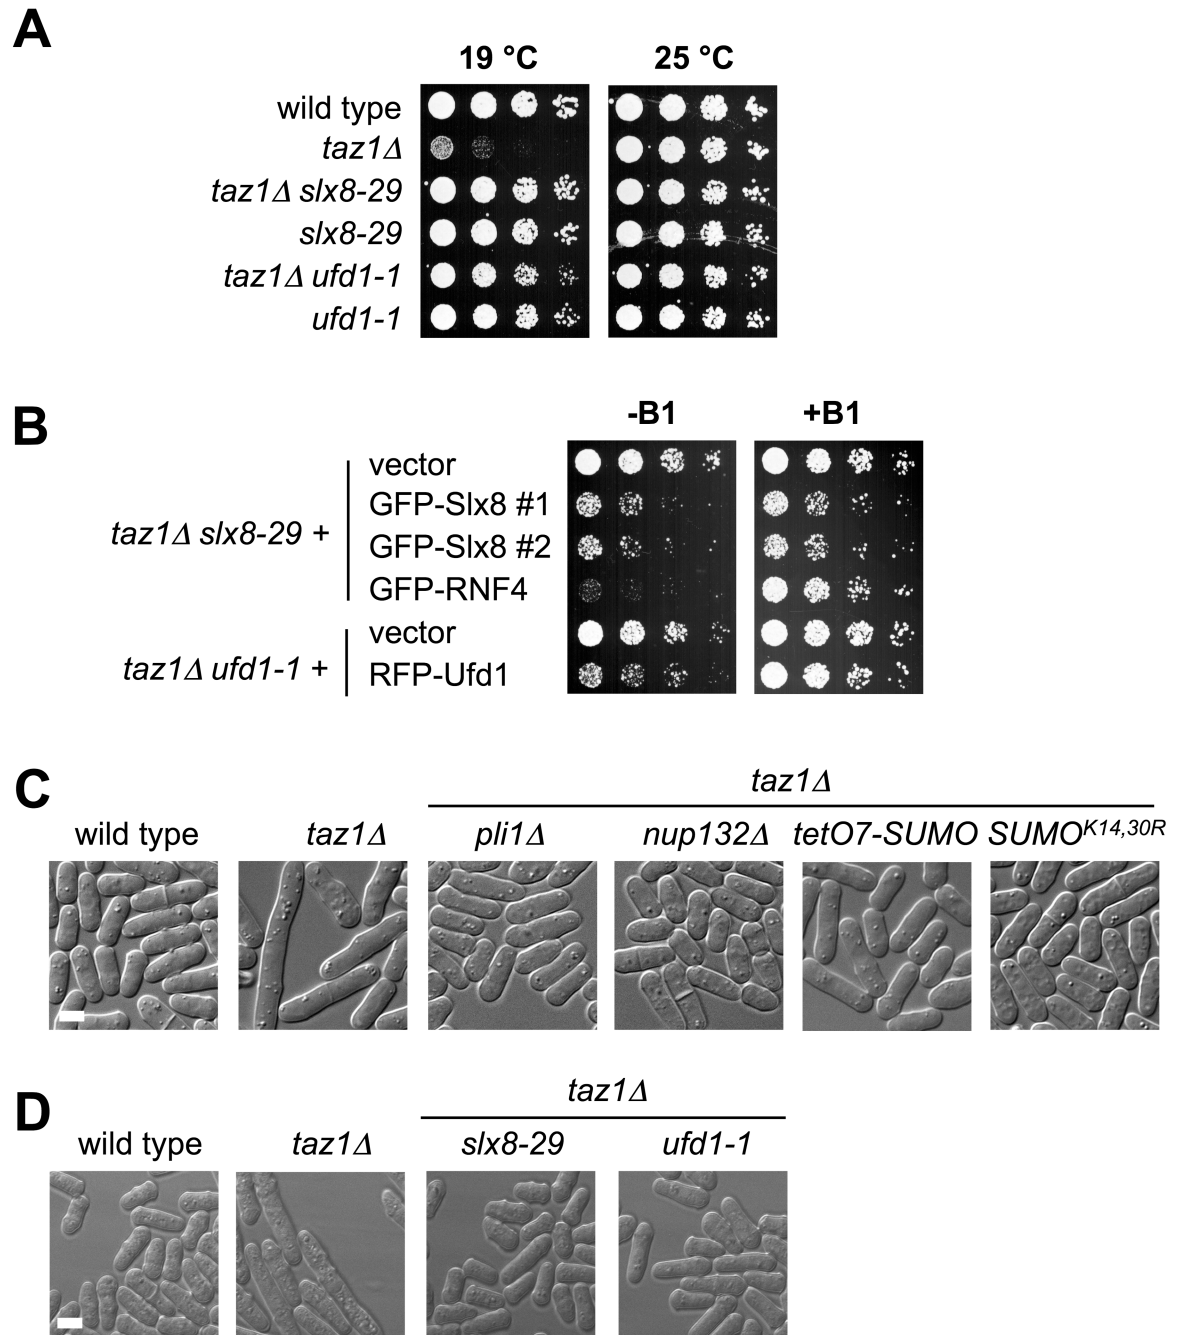 A
19 °C 25 °C
wild type
taz1Δ
taz1Δ slx8-29
slx8-29
taz1Δ ufd1-1
ufd1-1
B
-B1 +B1
taz1Δ slx8-29 +
vector
GFP-Slx8 #1
GFP-Slx8 #2
GFP-RNF4
taz1Δ ufd1-1 +
vector
RFP-Ufd1
C
taz1Δ
wild type taz1Δ pli1Δ nup132Δ tetO7-SUMO SUMO^K14,30R
D
taz1Δ
wild type taz1Δ slx8-29 ufd1-1